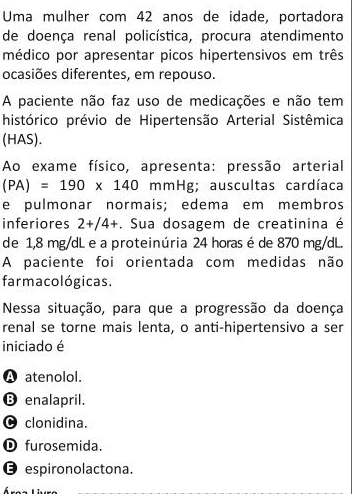 Uma mulher com 42 anos de idade, portadora
de doença renal policística, procura atendimento
médico por apresentar picos hipertensivos em três
ocasiões diferentes, em repouso.
A paciente não faz uso de medicações e não tem
histórico prévio de Hipertensão Arterial Sistêmica
(HAS).
Ao exame físico, apresenta: pressão arterial
(PA) = 190 x 140 mmHg; auscultas cardíaca
e pulmonar normais; edema em membros
inferiores 2+/4+. Sua dosagem de creatinina é
de 1,8 mg/dL e a proteinúria 24 horas é de 870 mg/dL.
A paciente foi orientada com medidas não
farmacológicas.
Nessa situação, para que a progressão da doença
renal se torne mais lenta, o anti-hipertensivo a ser
iniciado é
A atenolol.
B enalapril.
C clonidina.
D furosemida.
E espironolactona.
Área Livre